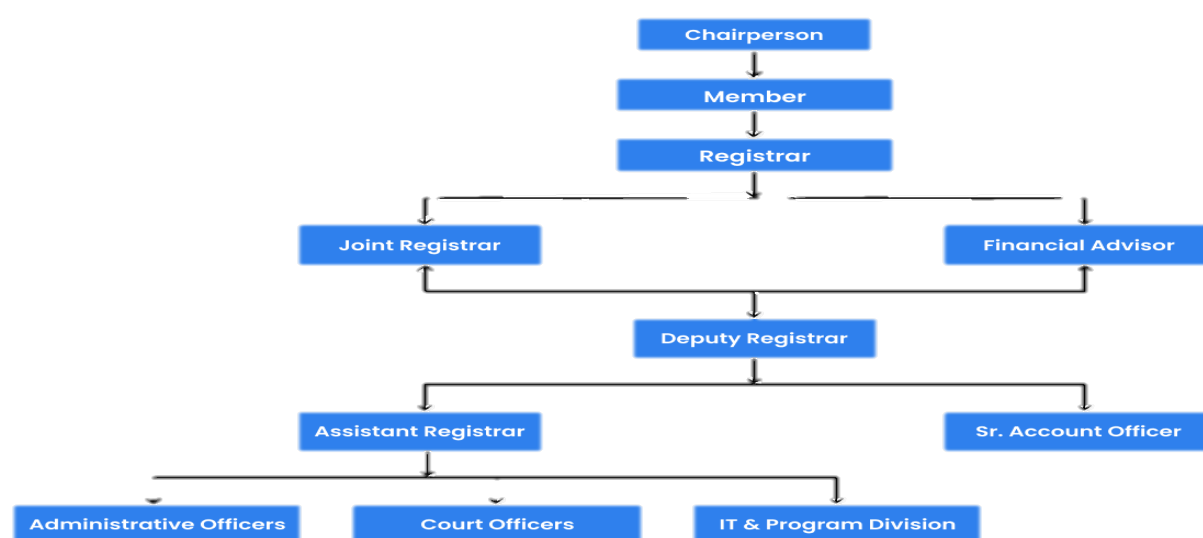 Chairperson
Member
Registrar
Joint Registrar
Financial Advisor
Deputy Registrar
Assistant Registrar
Sr. Account Officer
Administrative Officers
Court Officers
IT & Program Division